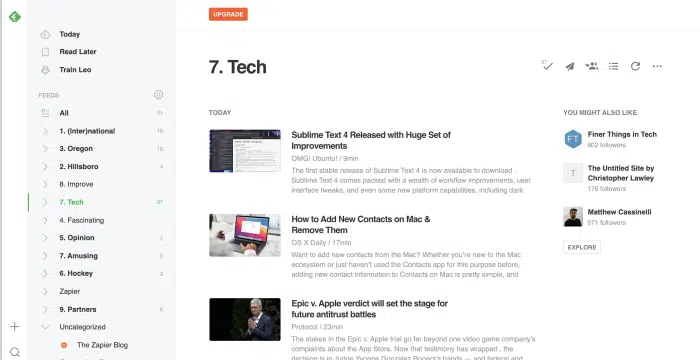 UPGRADE
Today
Read Later
Train Leo
FEEDS
All
1. (Inter)national
3. Oregon
2. Hillsboro 4
8. Improve
7. Tech 37
4. Fascinating
5. Opinion 2
7. Amusing 5
6. Hockey 2
Zapier
9. Partners 6
Uncategorized
The Zapier Blog
7. Tech
37
TODAY
Sublime Text 4 Released with Huge Set of
Improvements
OMG! Ubuntu! / 9min
The first stable release of Sublime Text 4 is now available to download .
Sublime Text 4 comes packed with a wealth of workflow improvements, user
interface tweaks, and even some new platform capabilities, including dark
How to Add New Contacts on Mac &
Remove Them
OS X Daily / 17min
Want to add new contacts from the Mac? Whether you're new to the Mac
ecosystem or just haven't used the Contacts app for this purpose before,
adding new contact information to Contacts on Mac is pretty simple, and
Epic v. Apple verdict will set the stage for
future antitrust battles
Protocol / 23min
The stakes in the Epic v. Apple trial go far beyond one video game company's
complaints about the App Store. Now that testimony has wrapped , the
decision is in Judge Yvonne Gonzalez Rogers's hands — and federal and
YOU MIGHT ALSO LIKE
FT
Finer Things in Tech
602 followers
T
The Untitled Site by
Christopher Lawley
176 followers
Matthew Cassinelli
971 followers
EXPLORE